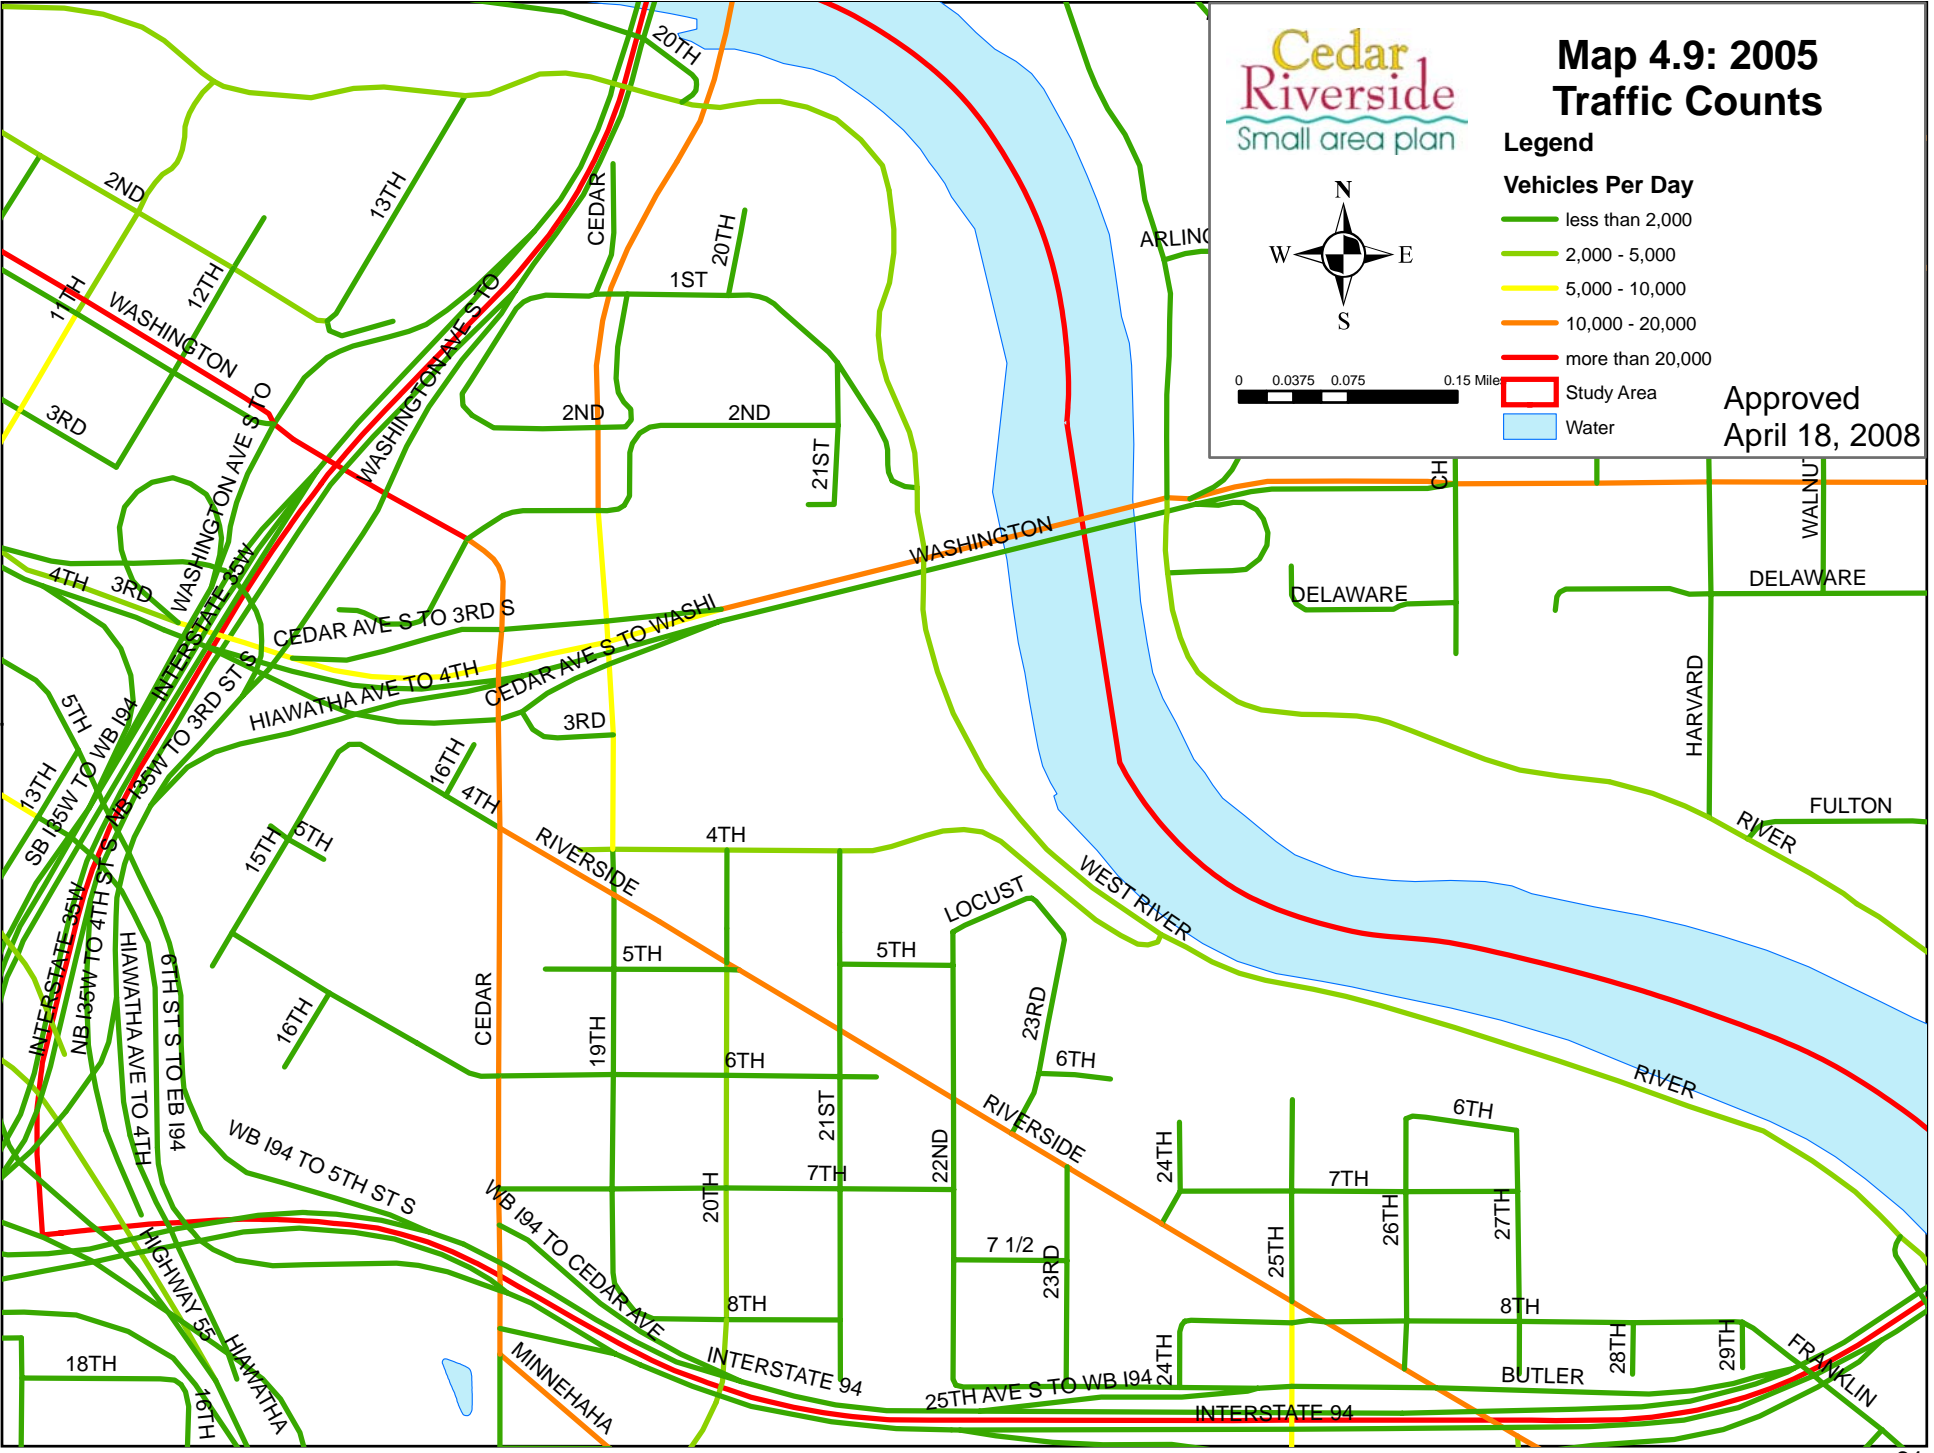 Cedar
Riverside
Small area plan
Map 4.9: 2005
Traffic Counts
Legend
Vehicles Per Day
less than 2,000
2,000 - 5,000
5,000 - 10,000
10,000 - 20,000
more than 20,000
Study Area
Water
N
W
E
S
0
0.0375
0.075
0.15 Miles
Approved
April 18, 2008
20TH
2ND
13TH
CEDAR
20TH
ARLING
12TH
11TH
1ST
WASHINGTON
WASHINGTON AVE S TO
3RD
2ND
2ND
21ST
WASHINGTON AVE S TO
CH
WALNUT
WASHINGTON
4TH
3RD
INTERSTATE 35W
CEDAR AVE S TO 3RD S
CEDAR AVE S TO WASHI
DELAWARE
DELAWARE
HIAWATHA AVE TO 4TH
NB I35W TO 3RD ST S
5TH
3RD
HARVARD
13TH
SB I35W TO WB I94
16TH
4TH
15TH
5TH
RIVERSIDE
4TH
RIVER
FULTON
WEST RIVER
LOCUST
INTERSTATE 35W
NB I35W TO 4TH ST S
HIAWATHA AVE TO 4TH
6TH ST S TO EB I94
5TH
5TH
16TH
CEDAR
19TH
23RD
6TH
6TH
RIVER
21ST
RIVERSIDE
6TH
WB I94 TO 5TH ST S
22ND
24TH
7TH
7TH
20TH
WB I94 TO CEDAR AVE
26TH
27TH
25TH
7 1/2
23RD
HIGHWAY 55
8TH
8TH
HIAWATHA
18TH
16TH
MINNEHAHA
INTERSTATE 94
25TH AVE S TO WB I94
24TH
BUTLER
28TH
29TH
FRANKLIN
INTERSTATE 94